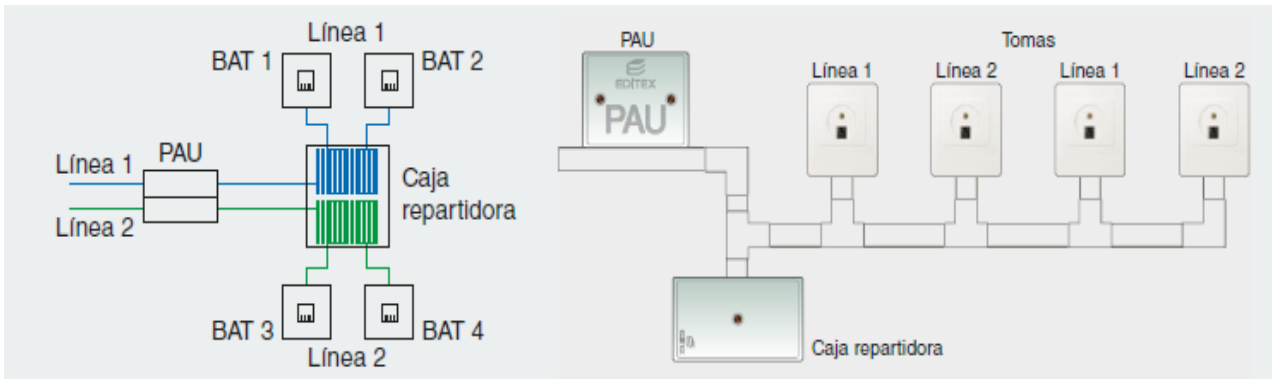 Línea 1
BAT 1
BAT 2
Línea 1
PAU
Línea 2
Caja
repartidora
BAT 3
BAT 4
Línea 2
PAU
EDITEX
PAU
Tomas
Línea 1
Línea 2
Línea 1
Línea 2
Caja repartidora